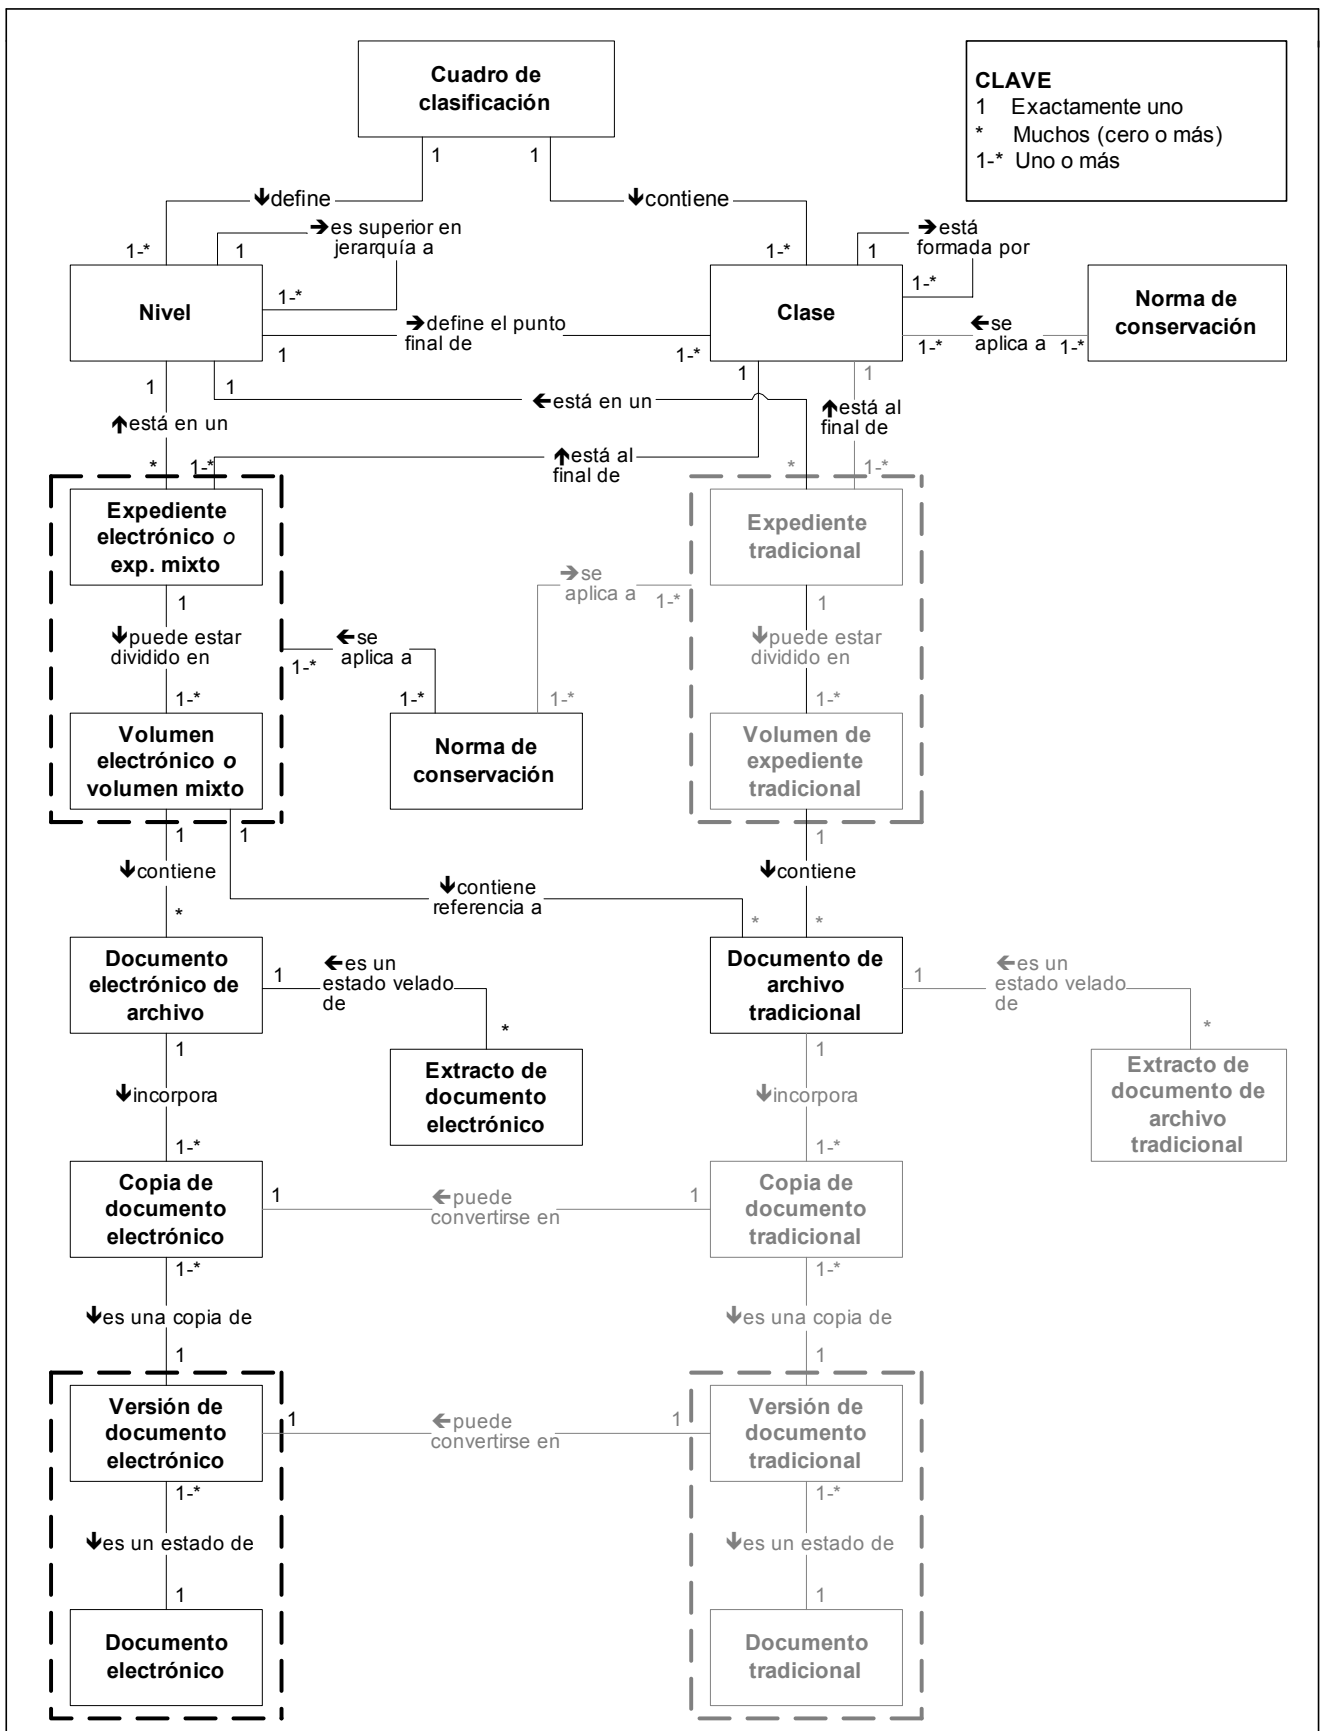 Cuadro de
clasificación
CLAVE
1 Exactamente uno
* Muchos (cero o más)
1-* Uno o más
1
1
🡻define
🡻contiene
1-*
1
➔es superior en
jerarquía a
1-*
1-*
1
➔está
formada por
1-*
Nivel
Clase
Norma de
conservación
1
➔define el punto
final de
1-*
1-*
🡸se
aplica a
1-*
1
1
🡸está en un
1
1
🡹está en un
🡹está al
final de
🡹está al
final de
*
1-*
*
1-*
Expediente
electrónico o
exp. mixto
Expediente
tradicional
➔se
aplica a
1-*
1
1
🡻puede estar
dividido en
🡸se
aplica a
1-*
🡻puede estar
dividido en
1-*
1-*
1-*
1-*
Volumen
electrónico o
volumen mixto
Norma de
conservación
Volumen de
expediente
tradicional
1
1
1
🡻contiene
🡻contiene
referencia a
🡻contiene
*
*
*
Documento
electrónico de
archivo
1
🡸es un
estado velado
de
*
Documento de
archivo
tradicional
1
🡸es un
estado velado
de
*
1
Extracto de
documento
electrónico
1
Extracto de
documento de
archivo
tradicional
🡻incorpora
🡻incorpora
1-*
1-*
Copia de
documento
electrónico
1
🡸puede
convertirse en
1
Copia de
documento
tradicional
1-*
1-*
🡻es una copia de
🡻es una copia de
1
1
Versión de
documento
electrónico
1
🡸puede
convertirse en
1
Versión de
documento
tradicional
1-*
1-*
🡻es un estado de
🡻es un estado de
1
1
Documento
electrónico
Documento
tradicional